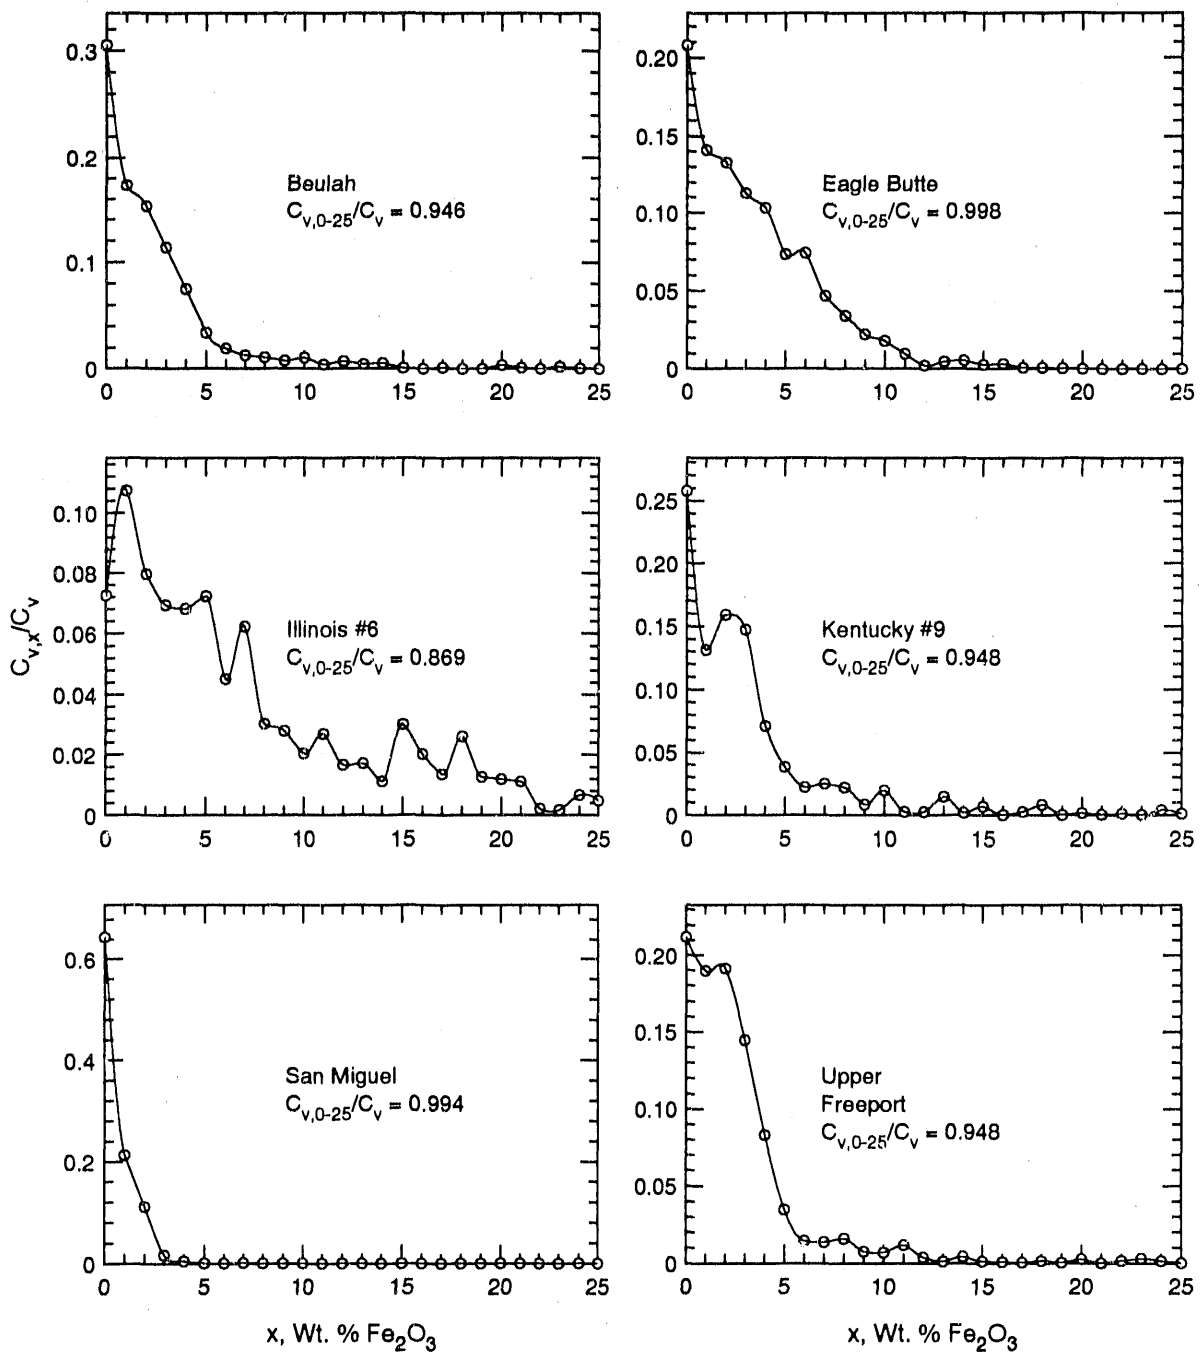 0.3
0.2
0.1
0
0 5 10 15 20 25
Beulah
C_v,0-25/C_v = 0.946
0.20
0.15
0.10
0.05
0
0 5 10 15 20 25
Eagle Butte
C_v,0-25/C_v = 0.998
C_v,x/C_v
0.10
0.08
0.06
0.04
0.02
0
0 5 10 15 20 25
Illinois #6
C_v,0-25/C_v = 0.869
0.25
0.20
0.15
0.10
0.05
0
0 5 10 15 20 25
Kentucky #9
C_v,0-25/C_v = 0.948
0.6
0.4
0.2
0
0 5 10 15 20 25
San Miguel
C_v,0-25/C_v = 0.994
x, Wt. % Fe₂O₃
0.20
0.15
0.10
0.05
0
0 5 10 15 20 25
Upper
Freeport
C_v,0-25/C_v = 0.948
x, Wt. % Fe₂O₃